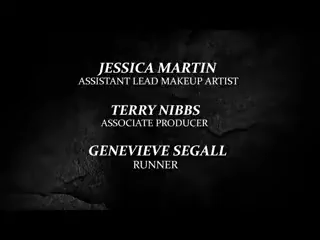 JESSICA MARTIN
ASSISTANT LEAD MAKEUP ARTIST
TERRY NIBBS
ASSOCIATE PRODUCER
GENEVIEVE SEGALL
RUNNER